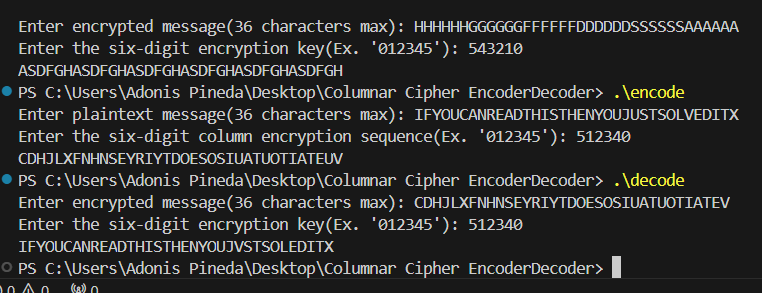 Enter encrypted message(36 characters max): HHHHHHGGGGGGFFFFFFDDDDDDSSSSSSAAAAAA
Enter the six-digit encryption key(Ex. '012345'): 543210
ASDFGHASDFGHASDFGHASDFGHASDFGHASDFGH
PS C:\Users\Adonis Pineda\Desktop\Columnar Cipher EncoderDecoder> .\encode
Enter plaintext message(36 characters max): IFYOUCANREADTHISTHENYOUJUSTSOLVEDITX
Enter the six-digit column encryption sequence(Ex. '012345'): 512340
CDHJLXFNHNSEYRIYTDOESOSIUATUOTIATEUV
PS C:\Users\Adonis Pineda\Desktop\Columnar Cipher EncoderDecoder> .\decode
Enter encrypted message(36 characters max): CDHJLXFNHNSEYRIYTDOESOSIUATUOTIATEV
Enter the six-digit encryption key(Ex. '012345'): 512340
IFYOUCANREADTHISTHENYOUJVSTSOLEDITX
PS C:\Users\Adonis Pineda\Desktop\Columnar Cipher EncoderDecoder>